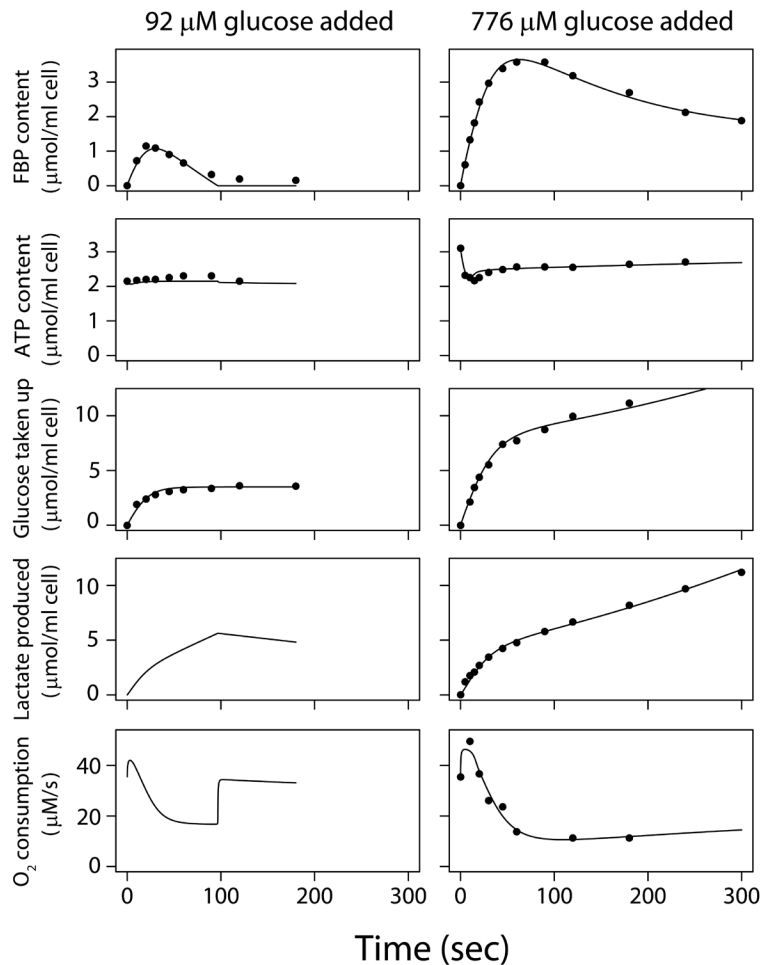 92 μM glucose added
776 μM glucose added
FBP content
(μmol/ml cell)
3
2
1
0
ATP content
(μmol/ml cell)
3
2
1
0
Glucose taken up
(μmol/ml cell)
10
5
0
Lactate produced
(μmol/ml cell)
10
5
0
O₂ consumption
(μM/s)
40
20
0
0 100 200 300
0 100 200 300
Time (sec)